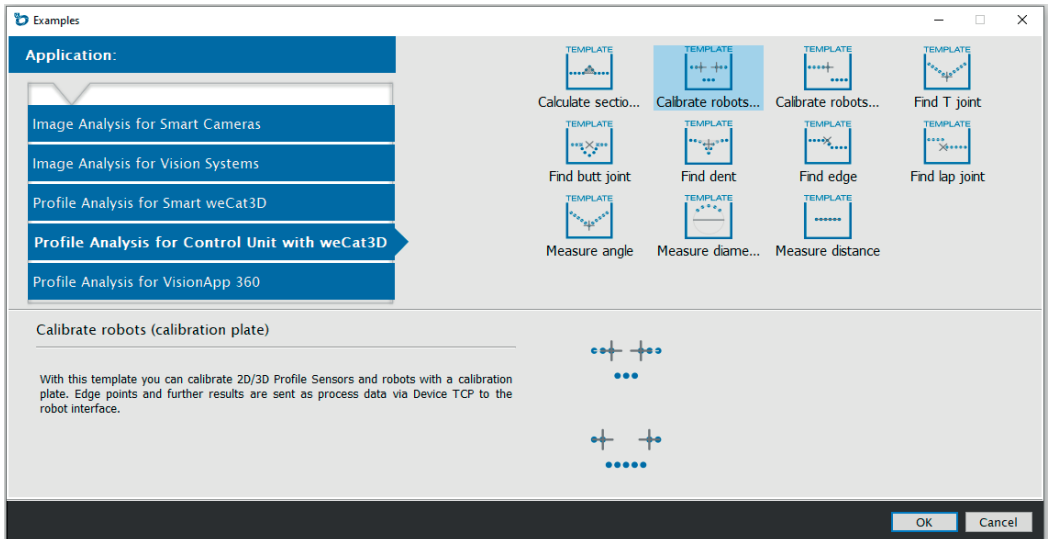 Examples
Application:
Image Analysis for Smart Cameras
Image Analysis for Vision Systems
Profile Analysis for Smart weCat3D
Profile Analysis for Control Unit with weCat3D
Profile Analysis for VisionApp 360
TEMPLATE TEMPLATE TEMPLATE TEMPLATE
Calculate sectio... Calibrate robots... Calibrate robots... Find T joint
TEMPLATE TEMPLATE TEMPLATE TEMPLATE
Find butt joint Find dent Find edge Find lap joint
TEMPLATE TEMPLATE TEMPLATE
Measure angle Measure diame... Measure distance
Calibrate robots (calibration plate)
With this template you can calibrate 2D/3D Profile Sensors and robots with a calibration
plate. Edge points and further results are sent as process data via Device TCP to the
robot interface.
OK Cancel